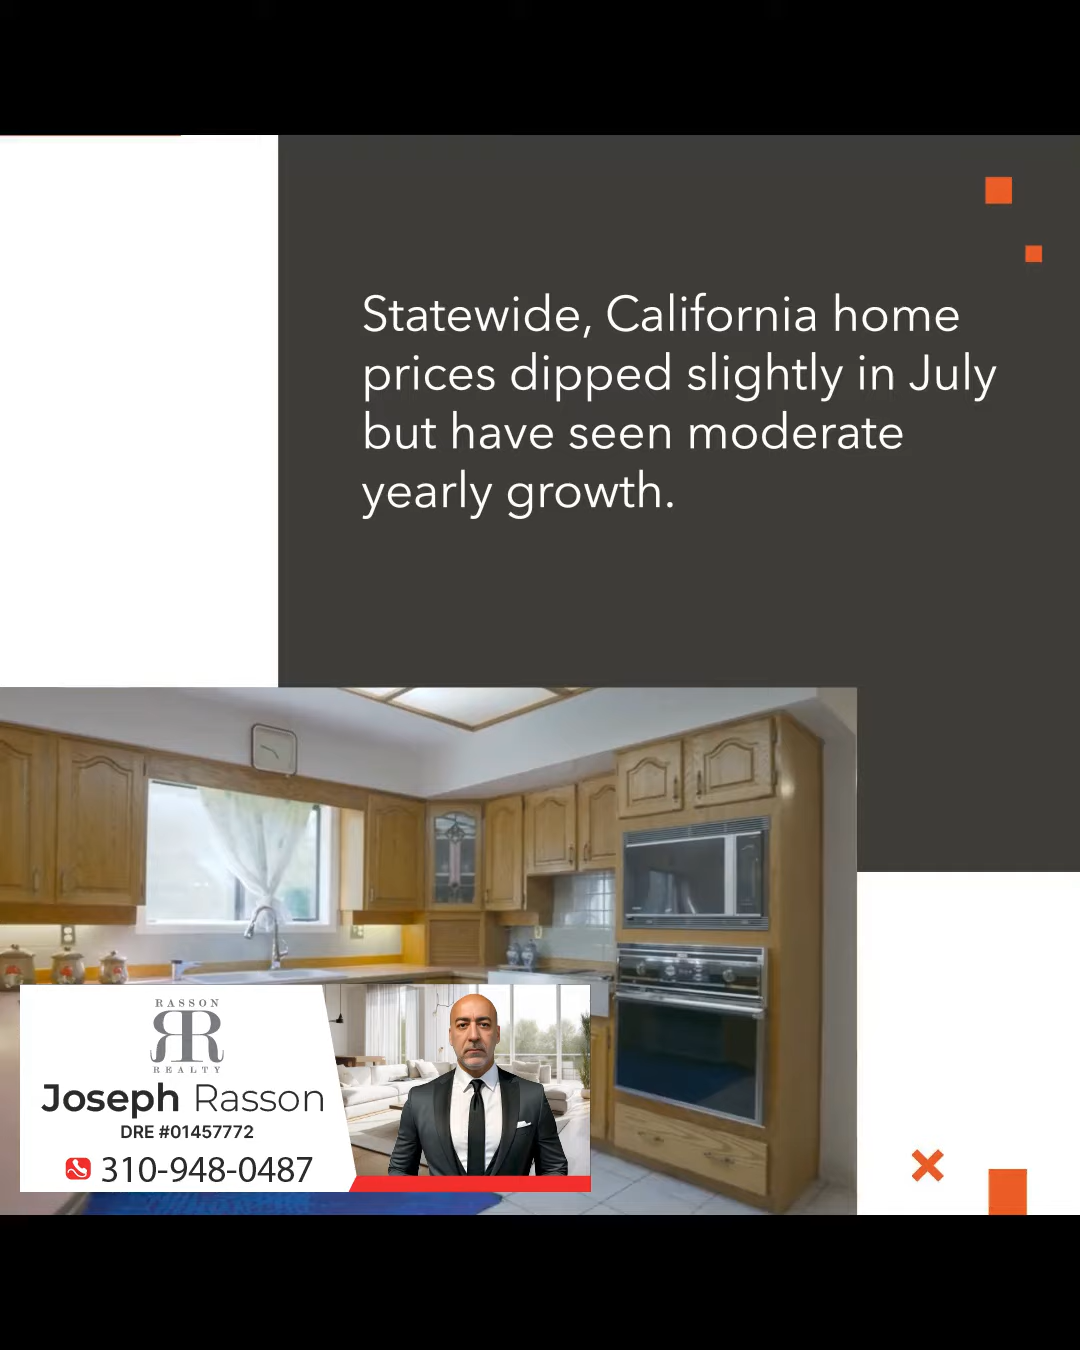 Statewide, California home
prices dipped slightly in July
but have seen moderate
yearly growth.
RASSON
RR
REALTY
Joseph Rasson
DRE #01457772
310-948-0487